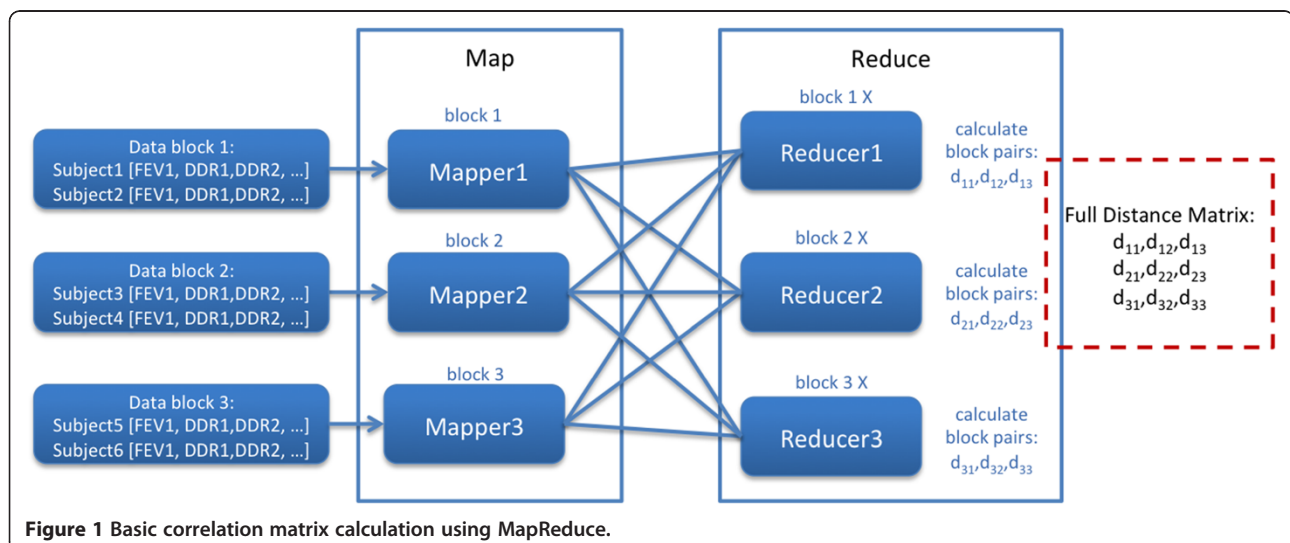 Map
Reduce
block 1
block 1 X
Data block 1:
Subject1 [FEV1, DDR1,DDR2, ...]
Subject2 [FEV1, DDR1,DDR2, ...]
Mapper1
Reducer1
calculate
block pairs:
d11,d12,d13
block 2
block 2 X
Data block 2:
Subject3 [FEV1, DDR1,DDR2, ...]
Subject4 [FEV1, DDR1,DDR2, ...]
Mapper2
Reducer2
calculate
block pairs:
d21,d22,d23
Full Distance Matrix:
d11,d12,d13
d21,d22,d23
d31,d32,d33
block 3
block 3 X
Data block 3:
Subject5 [FEV1, DDR1,DDR2, ...]
Subject6 [FEV1, DDR1,DDR2, ...]
Mapper3
Reducer3
calculate
block pairs:
d31,d32,d33
Figure 1 Basic correlation matrix calculation using MapReduce.